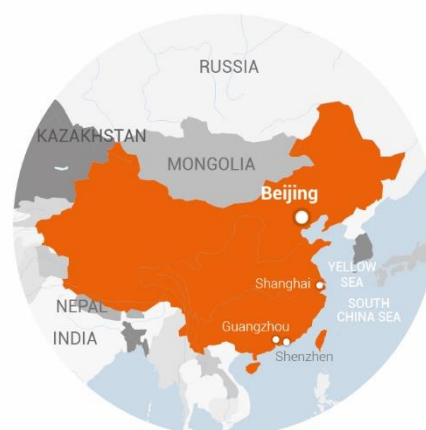 RUSSIA
KAZAKHSTAN
MONGOLIA
Beijing
Shanghai
YELLOW
SEA
NEPAL
SOUTH
CHINA SEA
INDIA
Guangzhou
Shenzhen